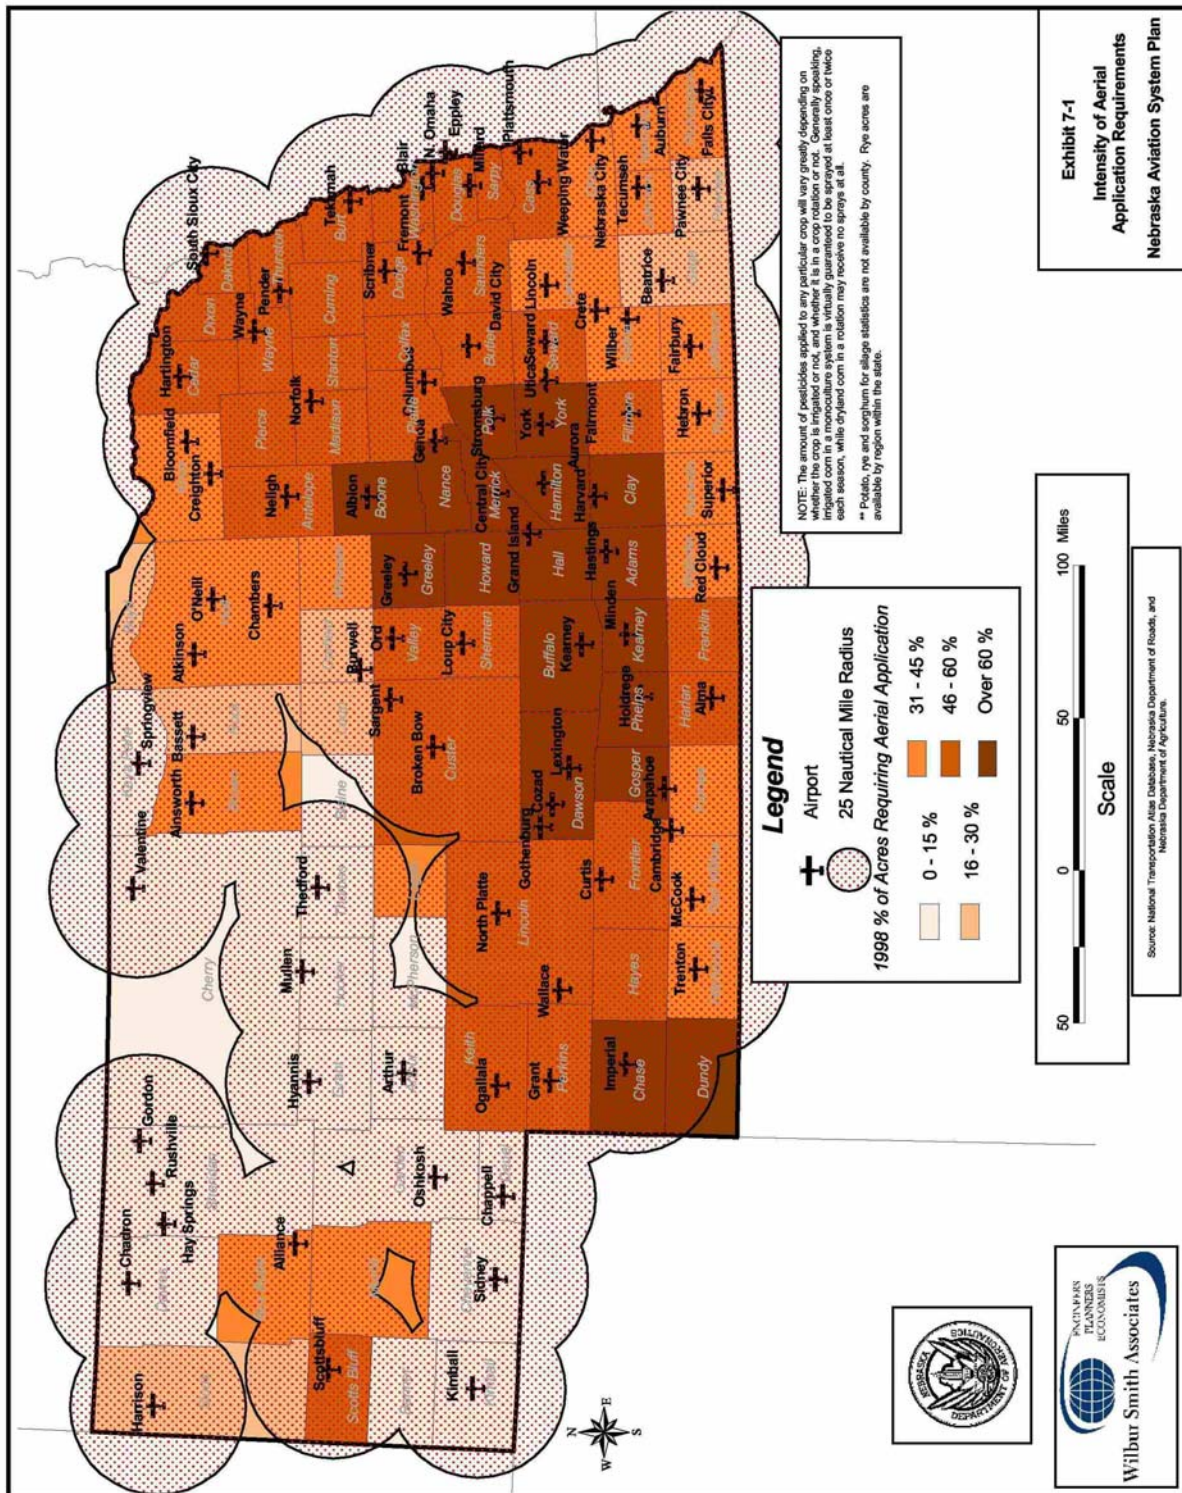 Exhibit 7-1
Intensity of Aerial
Application Requirements
Nebraska Aviation System Plan
South Sioux City
Hartington
Wayne
Pender
Tekamah
Blair
N. Omaha
Eppley
Millard
Plattsmouth
Fremont
Scribner
Wahoo
David City
Weeping Water
Nebraska City
Tecumseh
Auburn
Pawnee City
Falls City
Beatrice
Lincoln
Seward
Utica
Crete
Wilber
Fairbury
Hebron
Superior
Red Cloud
Bloomfield
Creighton
Norfolk
Neligh
Albion
Genoa
Columbus
Stromsburg
Central City
York
Aurora
Fairmont
Harvard
Grand Island
Hastings
Minden
Kearney
Holdrege
Alma
Greeley
Loup City
Ord
Burwell
Sargent
Broken Bow
O'Neill
Chambers
Atkinson
Springview
Bassett
Ainsworth
Valentine
Thedford
Mullen
Hyannis
Arthur
Lexington
Cozad
Gothenburg
Arapahoe
Cambridge
Curtis
McCook
Trenton
North Platte
Wallace
Ogallala
Grant
Imperial
Gordon
Rushville
Hay Springs
Chadron
Alliance
Oshkosh
Chappell
Sidney
Kimball
Scottsbluff
Harrison
Dakota
Dixon
Cedar
Wayne
Thurston
Burt
Cuming
Stanton
Pierce
Madison
Antelope
Boone
Nance
Merrick
Polk
Butler
Colfax
Dodge
Saunders
Douglas
Sarpy
Cass
Seward
York
Hamilton
Fillmore
Clay
Adams
Hall
Howard
Greeley
Valley
Sherman
Buffalo
Kearney
Phelps
Franklin
Harlan
Gosper
Dawson
Custer
Frontier
Lincoln
Hayes
Keith
Perkins
Chase
Dundy
McPherson
Blaine
Cherry
Scotts Bluff
NOTE: The amount of pesticides applied to any particular crop will vary greatly depending on
whether the crop is irrigated or not, and whether it is in a crop rotation or not. Generally speaking,
irrigated corn in a monoculture system is virtually guaranteed to be sprayed at least once or twice
each season, while dryland corn in a rotation may receive no sprays at all.
** Potato, rye and sorghum for silage statistics are not available by county. Rye acres are
available by region within the state.
Legend
Airport
25 Nautical Mile Radius
1998 % of Acres Requiring Aerial Application
0 - 15 %
16 - 30 %
31 - 45 %
46 - 60 %
Over 60 %
50 0 50 100 Miles
Scale
Source: National Transportation Atlas Database, Nebraska Department of Roads, and
Nebraska Department of Agriculture.
N
W E
S
NEBRASKA
DEPARTMENT OF AERONAUTICS
ENGINEERS
PLANNERS
ECONOMISTS
Wilbur Smith Associates